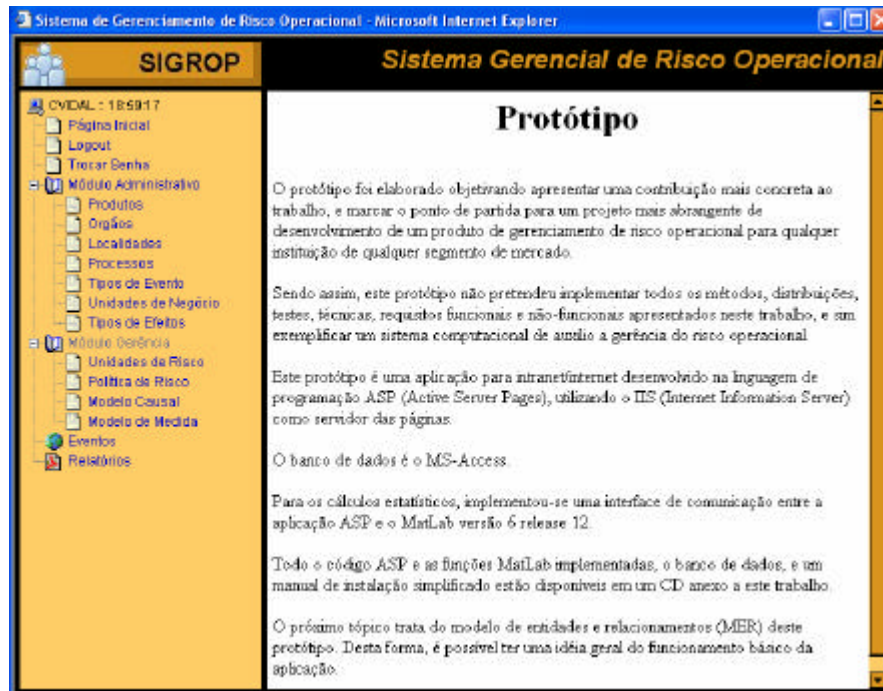 Sistema de Gerenciamento de Risco Operacional - Microsoft Internet Explorer
SIGROP
Sistema Gerencial de Risco Operacional
CVIDAL : 18:59:17
Página Inicial
Logout
Trocar Senha
Módulo Administrativo
Produtos
Orgãos
Localidades
Processos
Tipos de Evento
Unidades de Negócio
Tipos de Efeitos
Módulo Gerência
Unidades de Risco
Política de Risco
Modelo Causal
Modelo de Medida
Eventos
Relatórios
Protótipo
O protótipo foi elaborado objetivando apresentar uma contribuição mais concreta ao
trabalho, e marcar o ponto de partida para um projeto mais abrangente de
desenvolvimento de um produto de gerenciamento de risco operacional para qualquer
instituição de qualquer segmento de mercado.
Sendo assim, este protótipo não pretendeu implementar todos os métodos, distribuições,
testes, técnicas, requisitos funcionais e não-funcionais apresentados neste trabalho, e sim
exemplificar um sistema computacional de auxílio a gerência do risco operacional.
Este protótipo é uma aplicação para intranet/internet desenvolvido na linguagem de
programação ASP (Active Server Pages), utilizando o IIS (Internet Information Server)
como servidor das páginas.
O banco de dados é o MS-Access.
Para os cálculos estatísticos, implementou-se uma interface de comunicação entre a
aplicação ASP e o MatLab versão 6 release 12.
Todo o código ASP e as funções MatLab implementadas, o banco de dados, e um
manual de instalação simplificado estão disponíveis em um CD anexo a este trabalho.
O próximo tópico trata do modelo de entidades e relacionamentos (MER) deste
protótipo. Desta forma, é possível ter uma idéia geral do funcionamento básico da
aplicação.